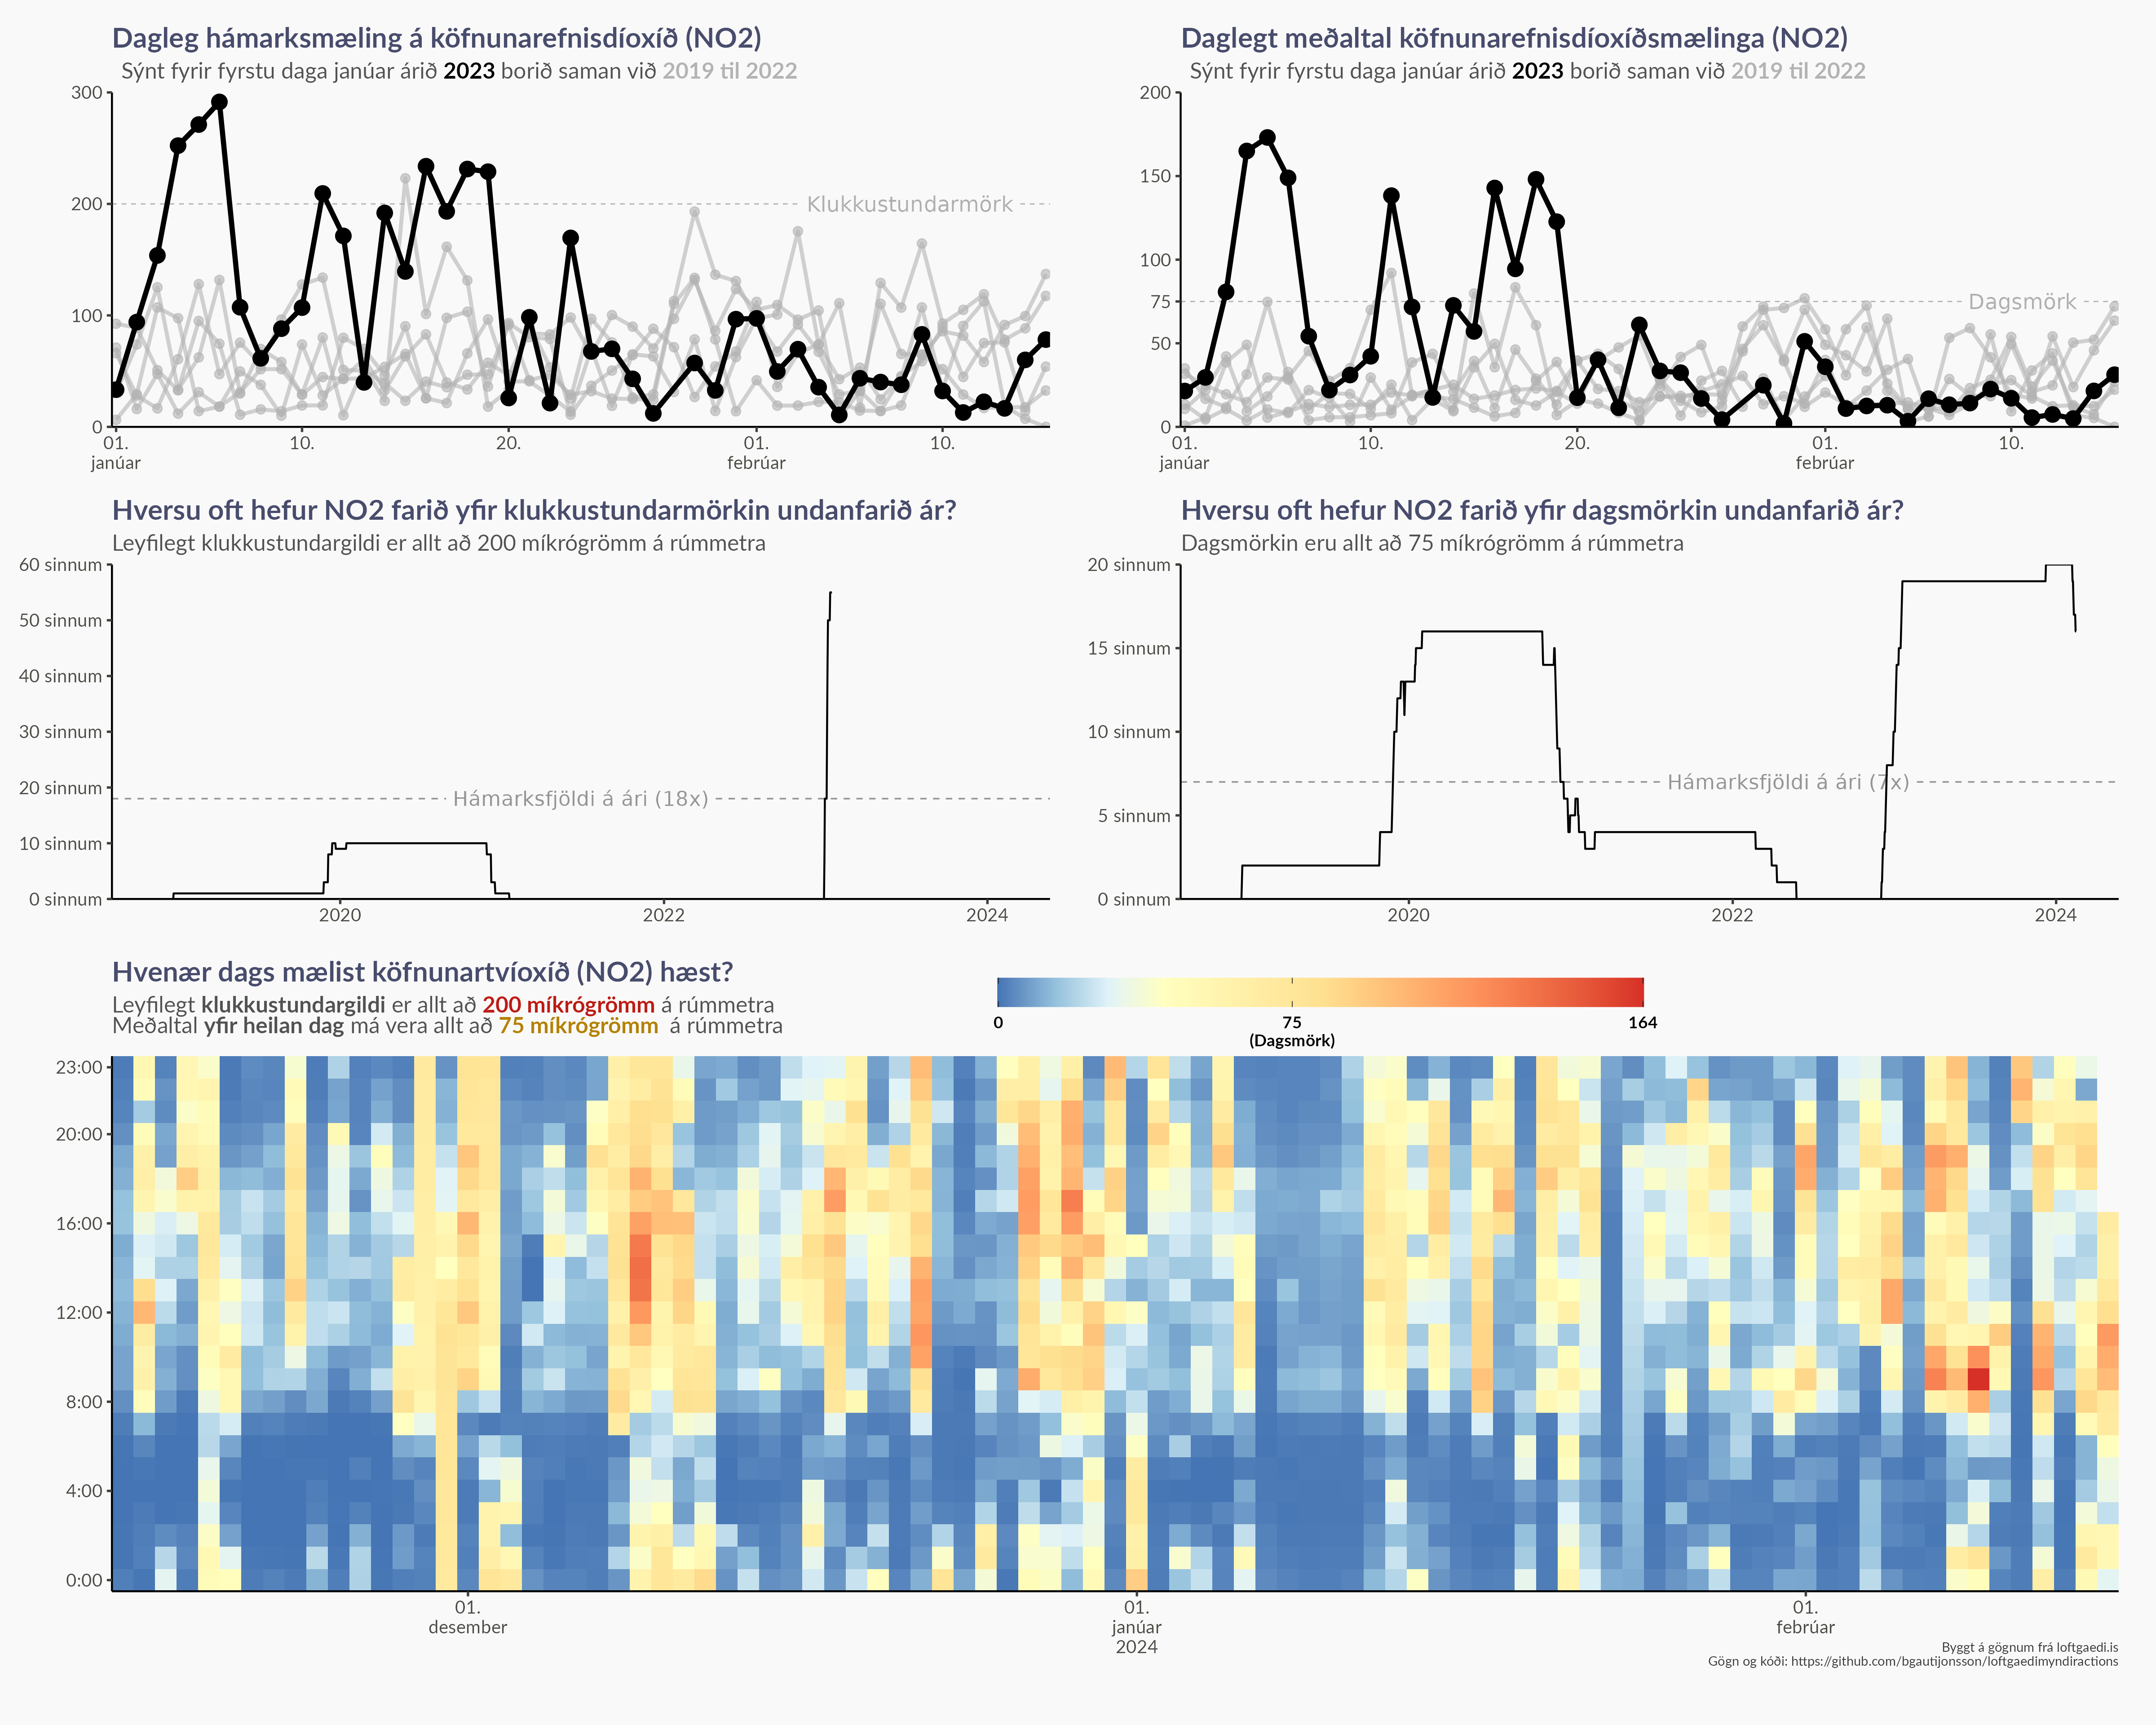 Dagleg hámarksmæling á köfnunarefnisdíoxíð (NO2)
Sýnt fyrir fyrstu daga janúar árið 2023 borið saman við 2019 til 2022
300
200
100
0
Klukkustundarmörk
01.
janúar
10.
20.
01.
febrúar
10.
Daglegt meðaltal köfnunarefnisdíoxíðsmælinga (NO2)
Sýnt fyrir fyrstu daga janúar árið 2023 borið saman við 2019 til 2022
200
150
100
75
50
0
Dagsmörk
01.
janúar
10.
20.
01.
febrúar
10.
Hversu oft hefur NO2 farið yfir klukkustundarmörkin undanfarið ár?
Leyfilegt klukkustundargildi er allt að 200 míkrógrömm á rúmmetra
60 sinnum
50 sinnum
40 sinnum
30 sinnum
20 sinnum
10 sinnum
0 sinnum
Hámarksfjöldi á ári (18x)
2020
2022
2024
Hversu oft hefur NO2 farið yfir dagsmörkin undanfarið ár?
Dagsmörkin eru allt að 75 míkrógrömm á rúmmetra
20 sinnum
15 sinnum
10 sinnum
5 sinnum
0 sinnum
Hámarksfjöldi á ári (7x)
2020
2022
2024
Hvenær dags mælist köfnunartvíoxíð (NO2) hæst?
Leyfilegt klukkustundargildi er allt að 200 míkrógrömm á rúmmetra
Meðaltal yfir heilan dag má vera allt að 75 míkrógrömm á rúmmetra
0
75
(Dagsmörk)
164
23:00
20:00
16:00
12:00
8:00
4:00
0:00
01.
desember
01.
janúar
2024
01.
febrúar
Byggt á gögnum frá loftgaedi.is
Gögn og kóði: https://github.com/bgautijonsson/loftgaedimyndiractions